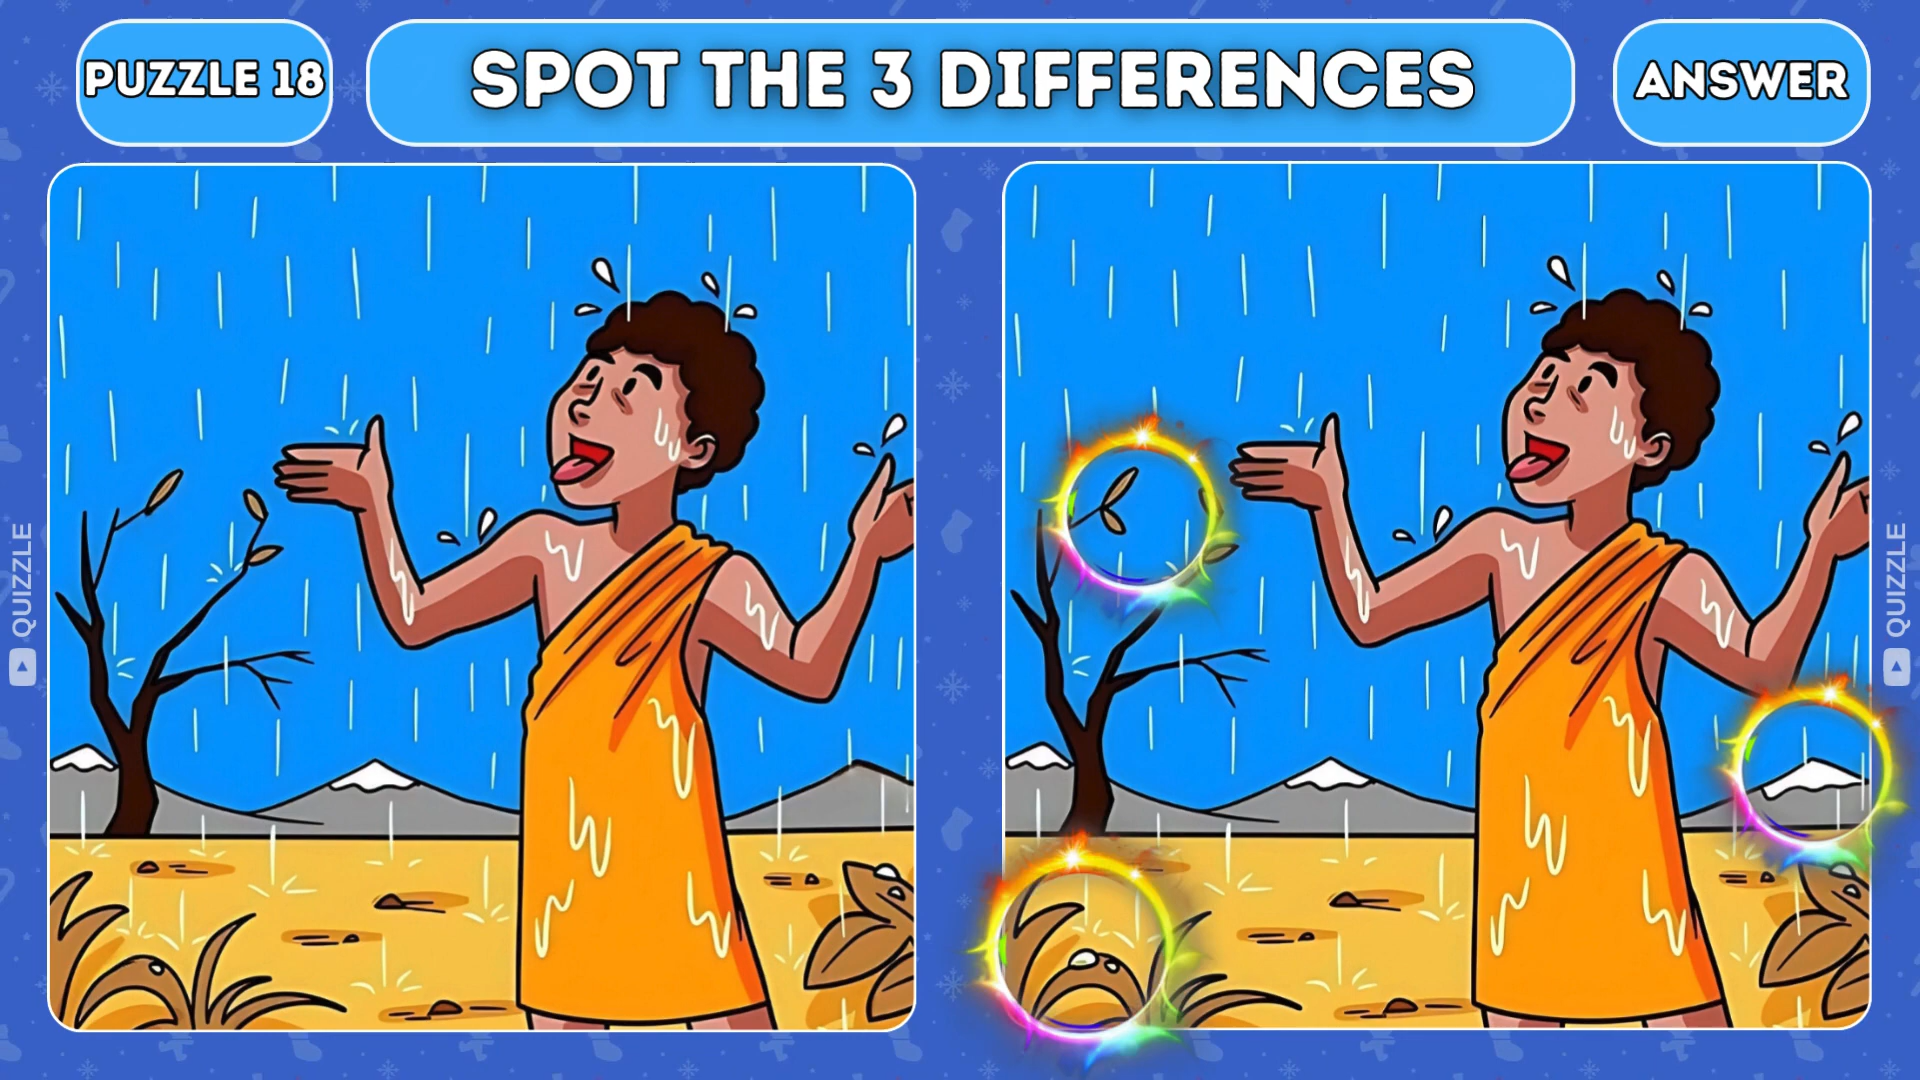 PUZZLE 18
SPOT THE 3 DIFFERENCES
ANSWER
QUIZZLE
QUIZZLE